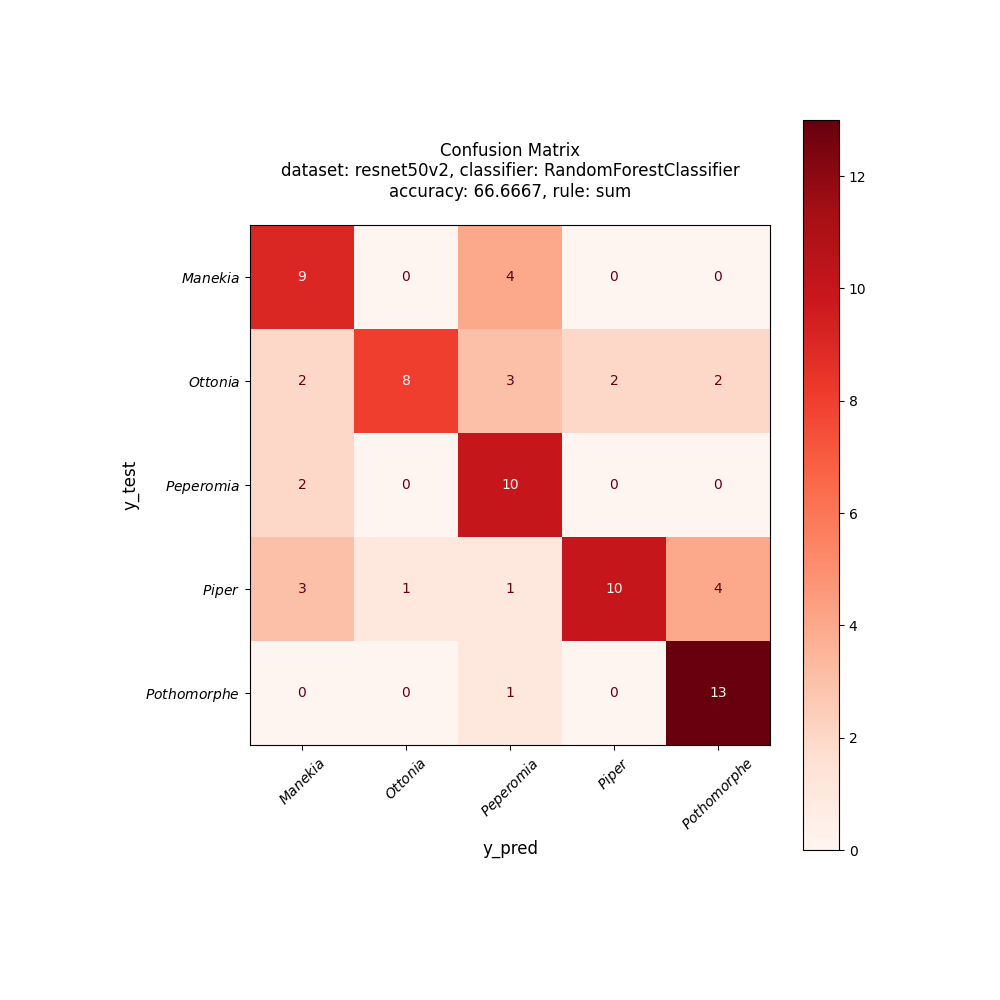 Confusion Matrix
dataset: resnet50v2, classifier: RandomForestClassifier
accuracy: 66.6667, rule: sum
y_test
Manekia 9 0 4 0 0
Ottonia 2 8 3 2 2
Peperomia 2 0 10 0 0
Piper 3 1 1 10 4
Pothomorphe 0 0 1 0 13
Manekia Ottonia Peperomia Piper Pothomorphe
y_pred
12
10
8
6
4
2
0